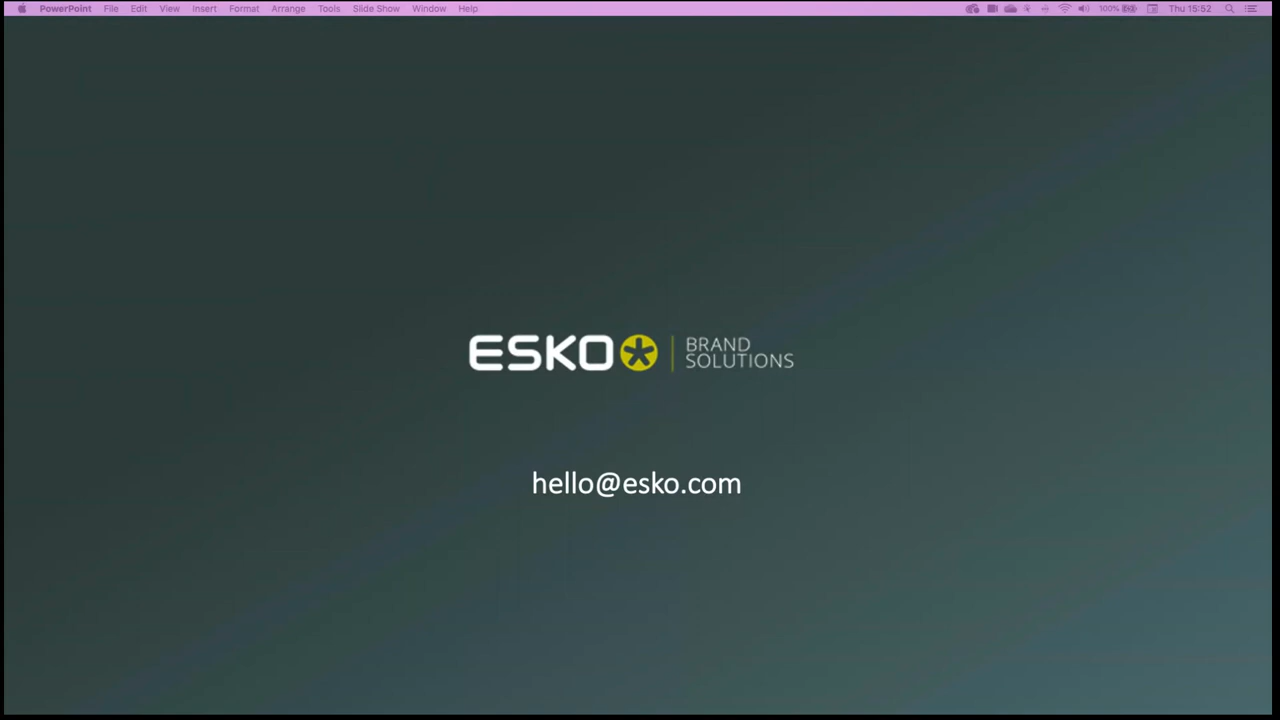 PowerPoint File Edit View Insert Format Arrange Tools Slide Show Window Help 100% Thu 15:52
ESKO BRAND SOLUTIONS
hello@esko.com